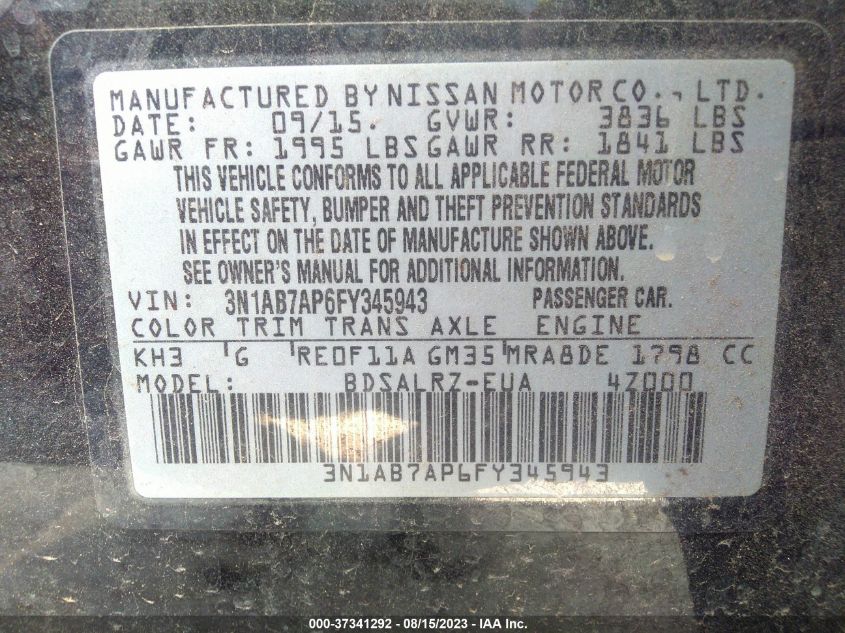 MANUFACTURED BY NISSAN MOTOR CO., LTD.
DATE: 09/15. GVWR: 3836 LBS
GAWR FR: 1995 LBS GAWR RR: 1841 LBS
THIS VEHICLE CONFORMS TO ALL APPLICABLE FEDERAL MOTOR
VEHICLE SAFETY, BUMPER AND THEFT PREVENTION STANDARDS
IN EFFECT ON THE DATE OF MANUFACTURE SHOWN ABOVE.
SEE OWNER'S MANUAL FOR ADDITIONAL INFORMATION.
VIN: 3N1AB7AP6FY345943 PASSENGER CAR.
COLOR TRIM TRANS AXLE ENGINE
KH3 'G 'RE0F11A GM35'MRA8DE 1798 CC
MODEL: BDSALRZ-EUA 4Z000
3N1AB7AP6FY345943
000-37341292 - 08/15/2023 - IAA Inc.